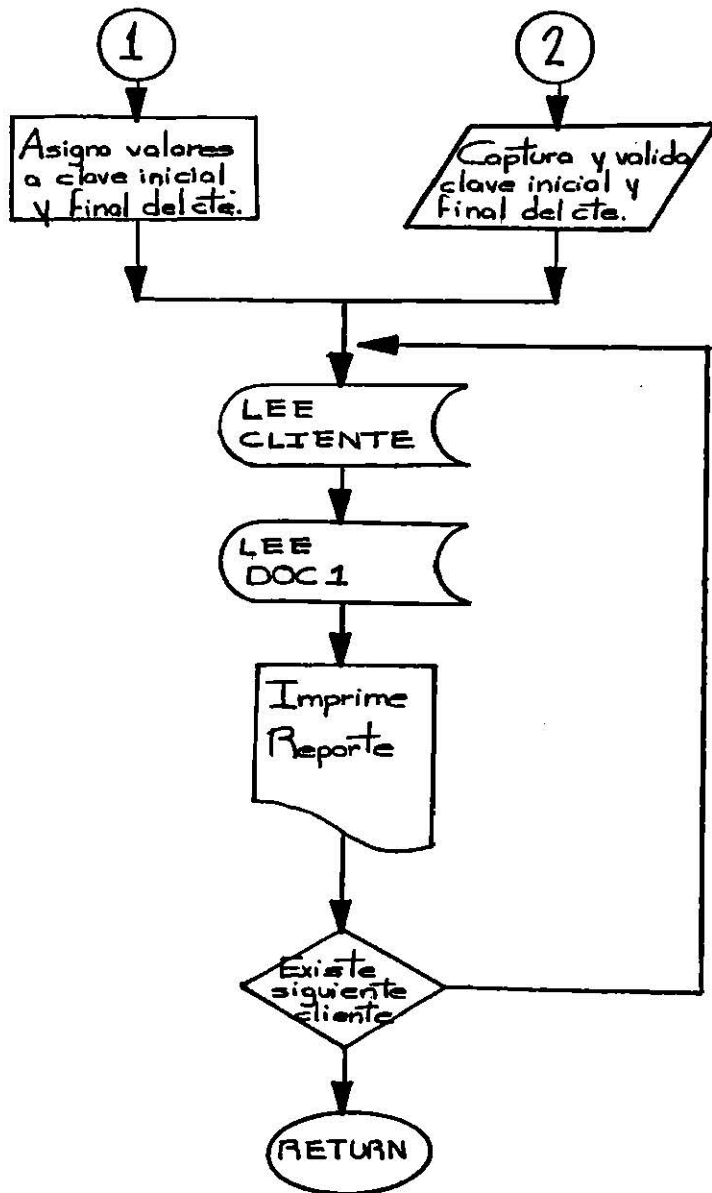 1
2
Asigna valores
a clave inicial
y final del cte.
Captura y valida
clave inicial y
final del cte.
LEE
CLIENTE
LEE
DOC 1
Imprime
Reporte
Existe
siguiente
cliente
RETURN